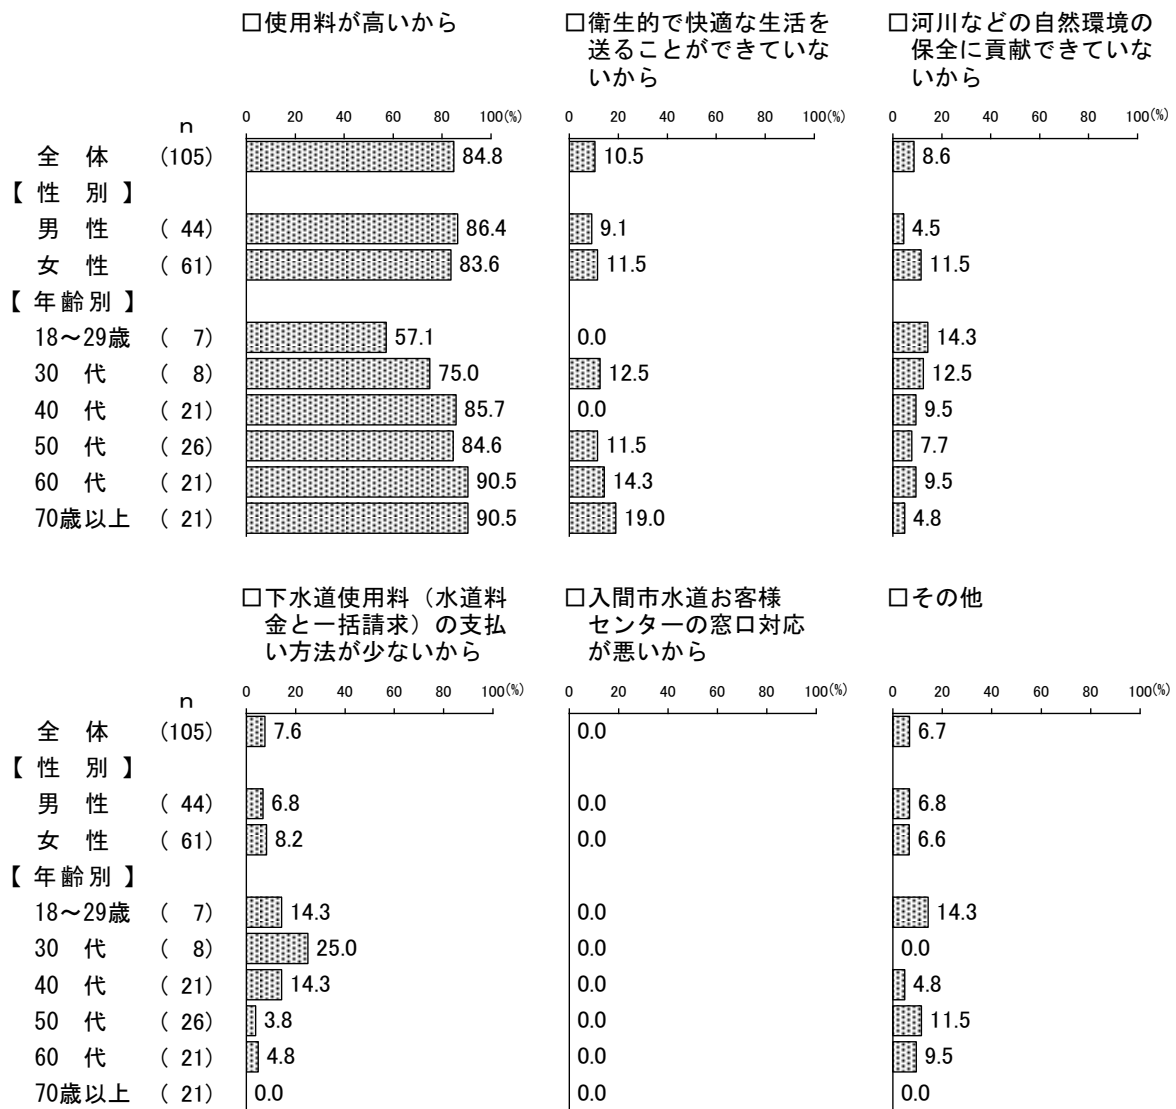 □使用料が高いから
□衛生的で快適な生活を
送ることができていな
いから
□河川などの自然環境の
保全に貢献できていな
いから
n
0 20 40 60 80 100(%)
0 20 40 60 80 100(%)
0 20 40 60 80 100(%)
全 体 (105) 84.8 10.5 8.6
【 性 別 】
男 性 ( 44) 86.4 9.1 4.5
女 性 ( 61) 83.6 11.5 11.5
【 年齢別 】
18～29歳 ( 7) 57.1 0.0 14.3
30 代 ( 8) 75.0 12.5 12.5
40 代 ( 21) 85.7 0.0 9.5
50 代 ( 26) 84.6 11.5 7.7
60 代 ( 21) 90.5 14.3 9.5
70歳以上 ( 21) 90.5 19.0 4.8
□下水道使用料（水道料
金と一括請求）の支払
い方法が少ないから
□入間市水道お客様
センターの窓口対応
が悪いから
□その他
n
0 20 40 60 80 100(%)
0 20 40 60 80 100(%)
0 20 40 60 80 100(%)
全 体 (105) 7.6 0.0 6.7
【 性 別 】
男 性 ( 44) 6.8 0.0 6.8
女 性 ( 61) 8.2 0.0 6.6
【 年齢別 】
18～29歳 ( 7) 14.3 0.0 14.3
30 代 ( 8) 25.0 0.0 0.0
40 代 ( 21) 14.3 0.0 4.8
50 代 ( 26) 3.8 0.0 11.5
60 代 ( 21) 4.8 0.0 9.5
70歳以上 ( 21) 0.0 0.0 0.0